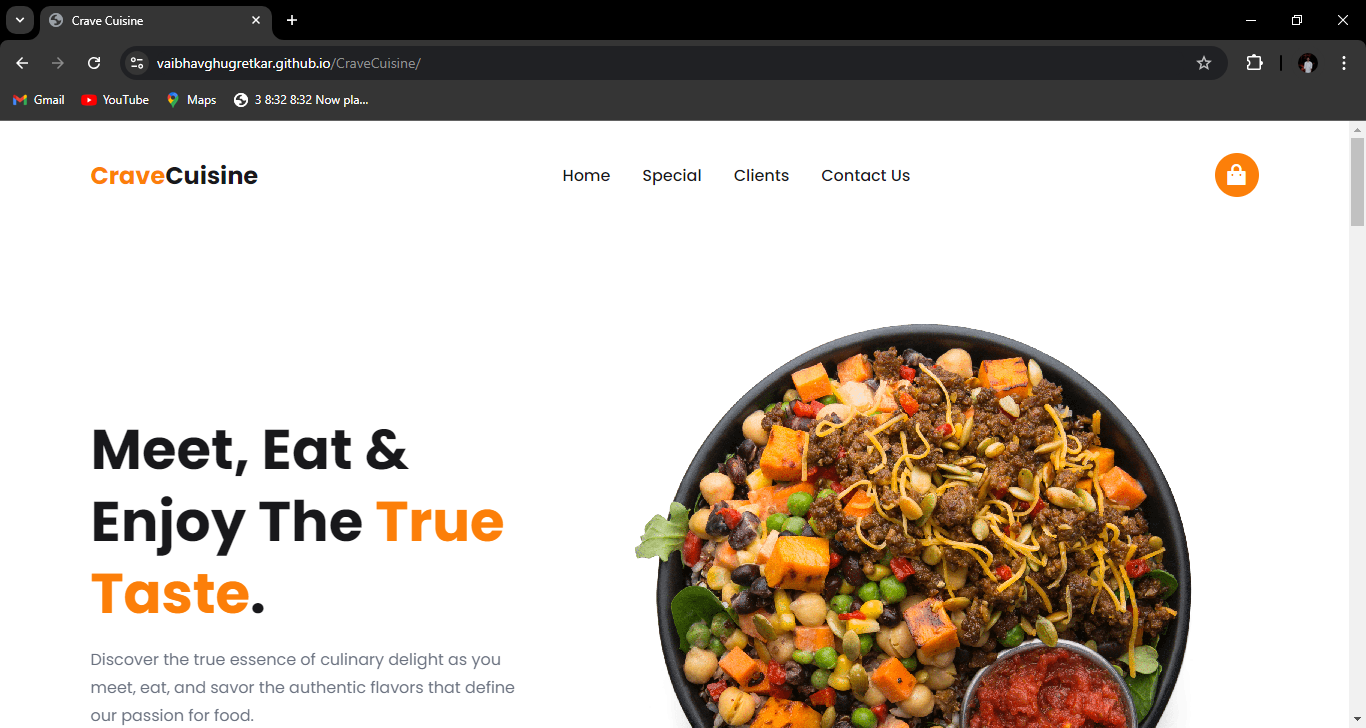 Crave Cuisine
vaibhavghugretkar.github.io/CraveCuisine/
Gmail YouTube Maps 3 8:32 8:32 Now pla...
CraveCuisine Home Special Clients Contact Us
Meet, Eat &
Enjoy The True
Taste.
Discover the true essence of culinary delight as you
meet, eat, and savor the authentic flavors that define
our passion for food.